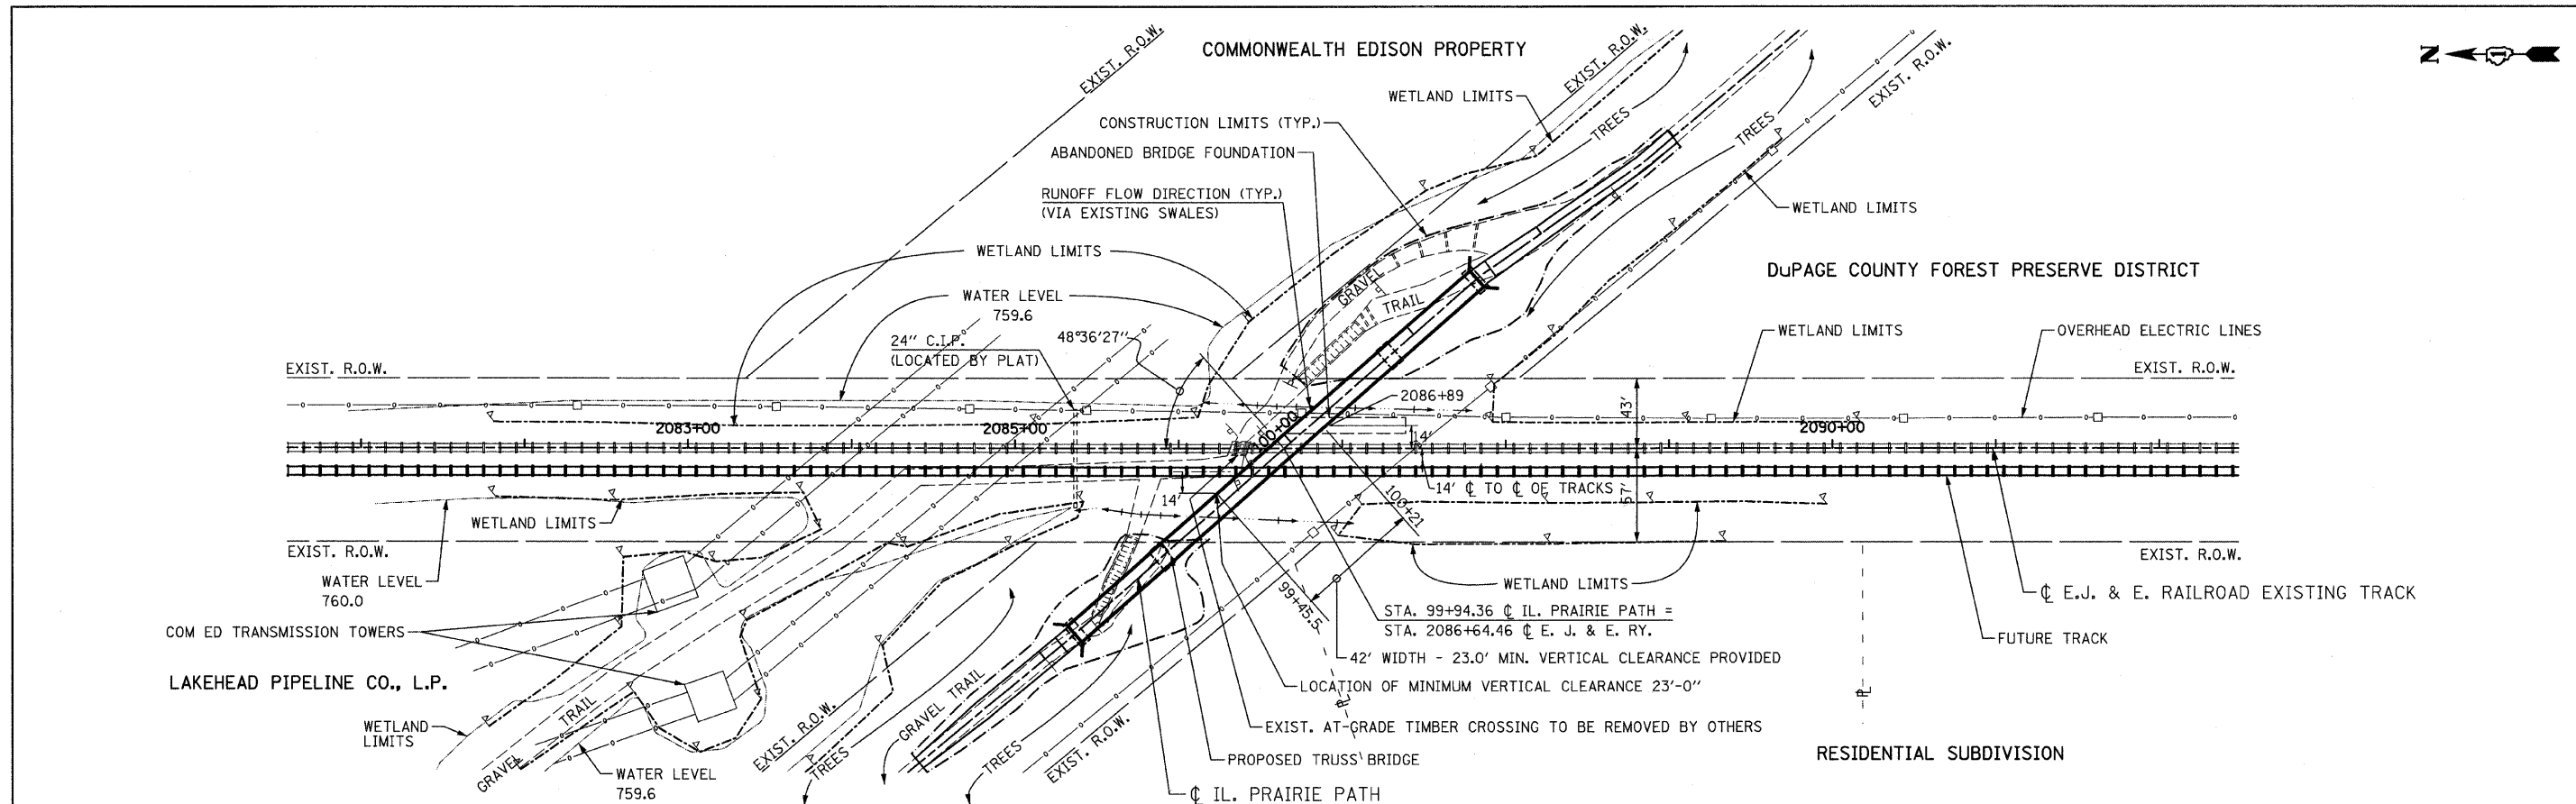 COMMONWEALTH EDISON PROPERTY
N
EXIST. R.O.W.
EXIST. R.O.W.
EXIST. R.O.W.
WETLAND LIMITS
CONSTRUCTION LIMITS (TYP.)
TREES
TREES
ABANDONED BRIDGE FOUNDATION
RUNOFF FLOW DIRECTION (TYP.)
(VIA EXISTING SWALES)
WETLAND LIMITS
WETLAND LIMITS
DuPAGE COUNTY FOREST PRESERVE DISTRICT
GRAVEL
TRAIL
WATER LEVEL
759.6
24" C.I.P.
(LOCATED BY PLAT)
48°36'27"
WETLAND LIMITS
OVERHEAD ELECTRIC LINES
EXIST. R.O.W.
EXIST. R.O.W.
2086+89
43'
2083+00
2085+00
100+00
2090+00
14'
14' ℄ TO ℄ OF TRACKS
57'
14'
100+21
WETLAND LIMITS
EXIST. R.O.W.
EXIST. R.O.W.
WATER LEVEL
760.0
WETLAND LIMITS
99+45.5
STA. 99+94.36 ℄ IL. PRAIRIE PATH =
STA. 2086+64.46 ℄ E. J. & E. RY.
℄ E.J. & E. RAILROAD EXISTING TRACK
COM ED TRANSMISSION TOWERS
FUTURE TRACK
42' WIDTH - 23.0' MIN. VERTICAL CLEARANCE PROVIDED
LAKEHEAD PIPELINE CO., L.P.
LOCATION OF MINIMUM VERTICAL CLEARANCE 23'-0"
PL
PL
WETLAND
LIMITS
TRAIL
GRAVEL
EXIST. R.O.W.
TREES
GRAVEL TRAIL
TREES
EXIST. R.O.W.
EXIST. AT-GRADE TIMBER CROSSING TO BE REMOVED BY OTHERS
PROPOSED TRUSS BRIDGE
RESIDENTIAL SUBDIVISION
WATER LEVEL
759.6
℄ IL. PRAIRIE PATH